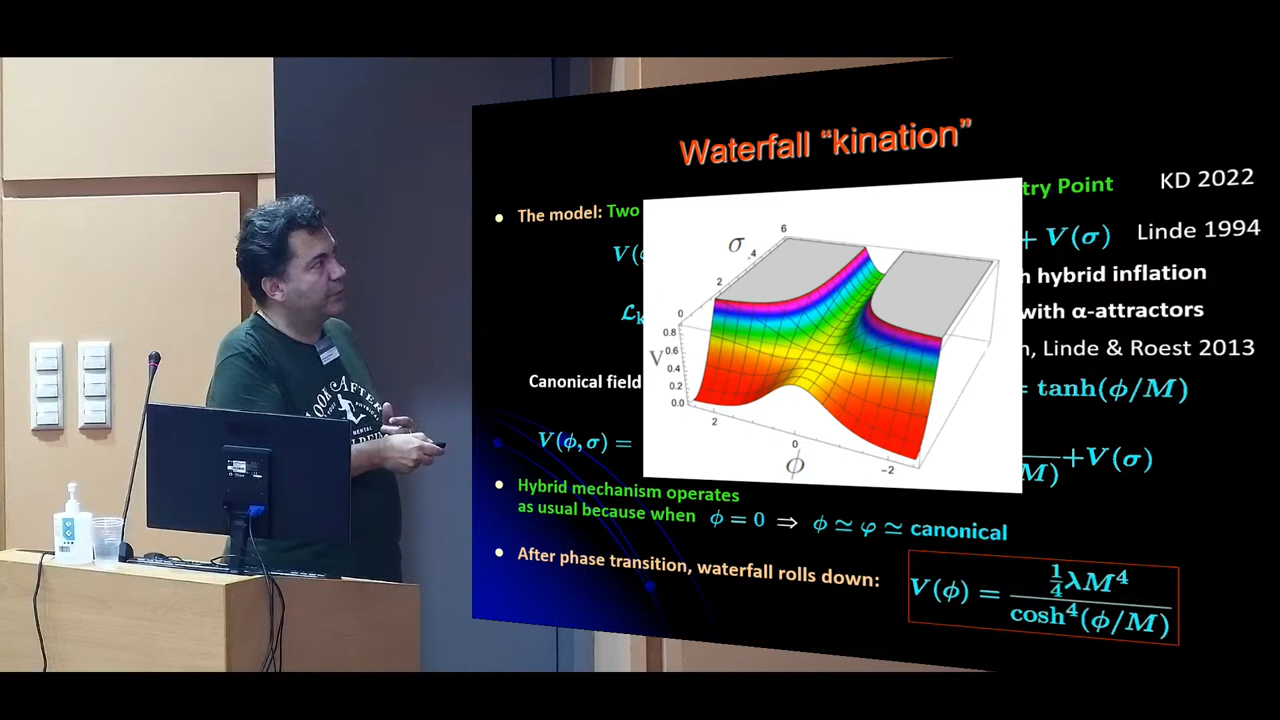 Waterfall “kination”
• The model: Two
try Point
KD 2022
+ V(σ)
Linde 1994
hybrid inflation
with α-attractors
, Linde & Roest 2013
Canonical field
= tanh(ϕ/M)
V(ϕ,σ) =
+V(σ)
σ
6
4
2
0
0.8
V 0.6
0.4
0.2
0.0
2
0
-2
ϕ
• Hybrid mechanism operates
as usual because when ϕ = 0 ⇒ ϕ ≃ φ ≃ canonical
• After phase transition, waterfall rolls down:
V(ϕ) = ¼λM⁴ / cosh⁴(ϕ/M)
LOOK AFTER